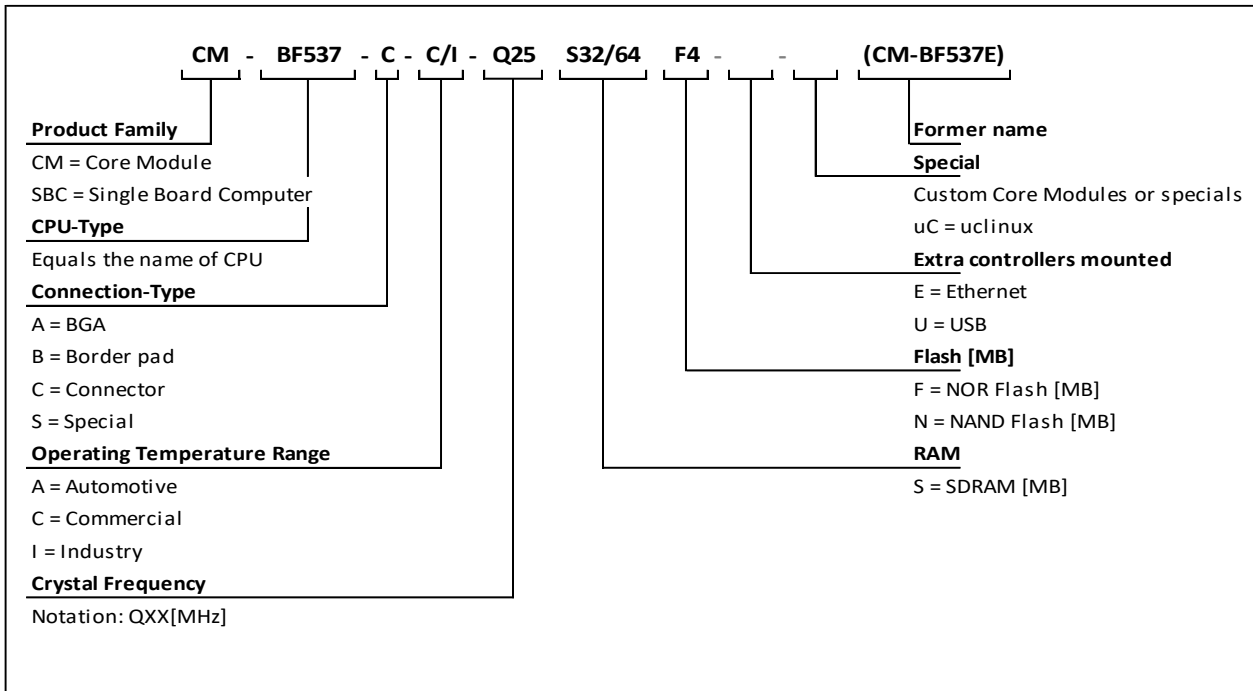 CM - BF537 - C - C/I - Q25 S32/64 F4 - - (CM-BF537E)
Product Family
CM = Core Module
SBC = Single Board Computer
CPU-Type
Equals the name of CPU
Connection-Type
A = BGA
B = Border pad
C = Connector
S = Special
Operating Temperature Range
A = Automotive
C = Commercial
I = Industry
Crystal Frequency
Notation: QXX[MHz]
Former name
Special
Custom Core Modules or specials
uC = uclinux
Extra controllers mounted
E = Ethernet
U = USB
Flash [MB]
F = NOR Flash [MB]
N = NAND Flash [MB]
RAM
S = SDRAM [MB]